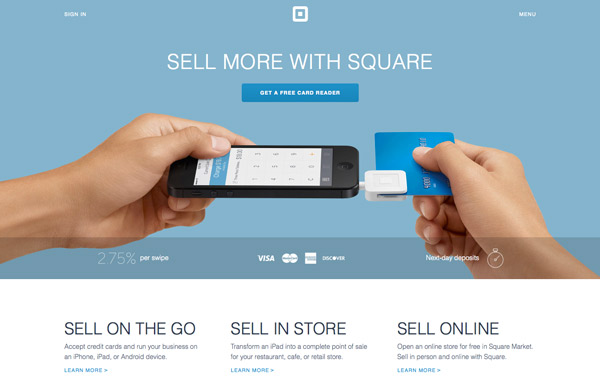 SIGN IN
MENU
SELL MORE WITH SQUARE
GET A FREE CARD READER
2.75% per swipe
VISA
DISCOVER
Next-day deposits
SELL ON THE GO
Accept credit cards and run your business on
an iPhone, iPad, or Android device.
LEARN MORE >
SELL IN STORE
Transform an iPad into a complete point of
sale for your restaurant, cafe, or retail store.
LEARN MORE >
SELL ONLINE
Open an online store for free in Square Market.
Sell in person and online with Square.
LEARN MORE >